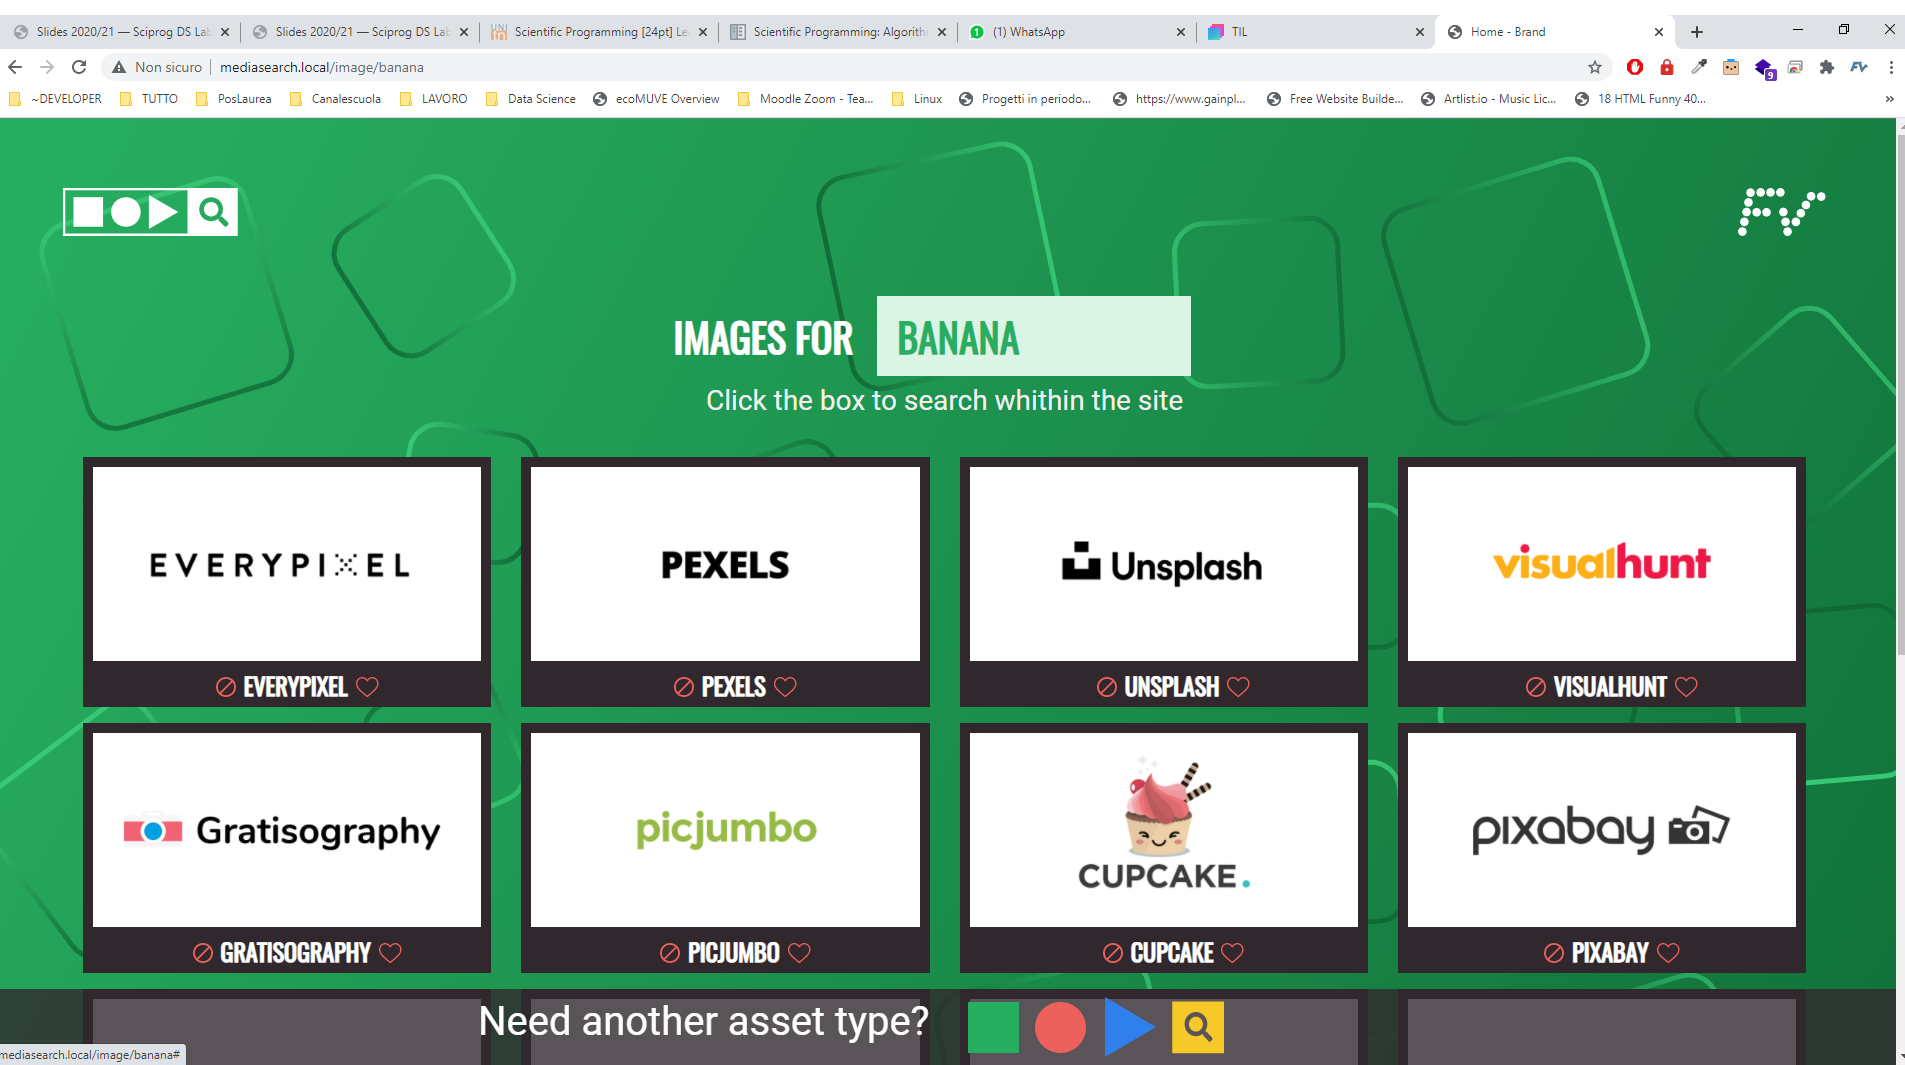 Slides 2020/21 — Sciprog DS Lab
Slides 2020/21 — Sciprog DS Lab
Scientific Programming [24pt] Le
Scientific Programming: Algorith
(1) WhatsApp
TIL
Home - Brand
Non sicuro
mediasearch.local/image/banana
9
FV
~DEVELOPER
TUTTO
PosLaurea
Canalescuola
LAVORO
Data Science
ecoMUVE Overview
Moodle Zoom - Tea...
Linux
Progetti in periodo...
https://www.gainpl...
Free Website Builde...
Artlist.io - Music Lic...
18 HTML Funny 40...
»
FV
IMAGES FOR BANANA
Click the box to search whithin the site
EVERYPIXEL
PEXELS
Unsplash
visualhunt
EVERYPIXEL
PEXELS
UNSPLASH
VISUALHUNT
Gratisography
picjumbo
CUPCAKE.
pixabay
GRATISOGRAPHY
PICJUMBO
CUPCAKE
PIXABAY
Need another asset type?
mediasearch.local/image/banana#